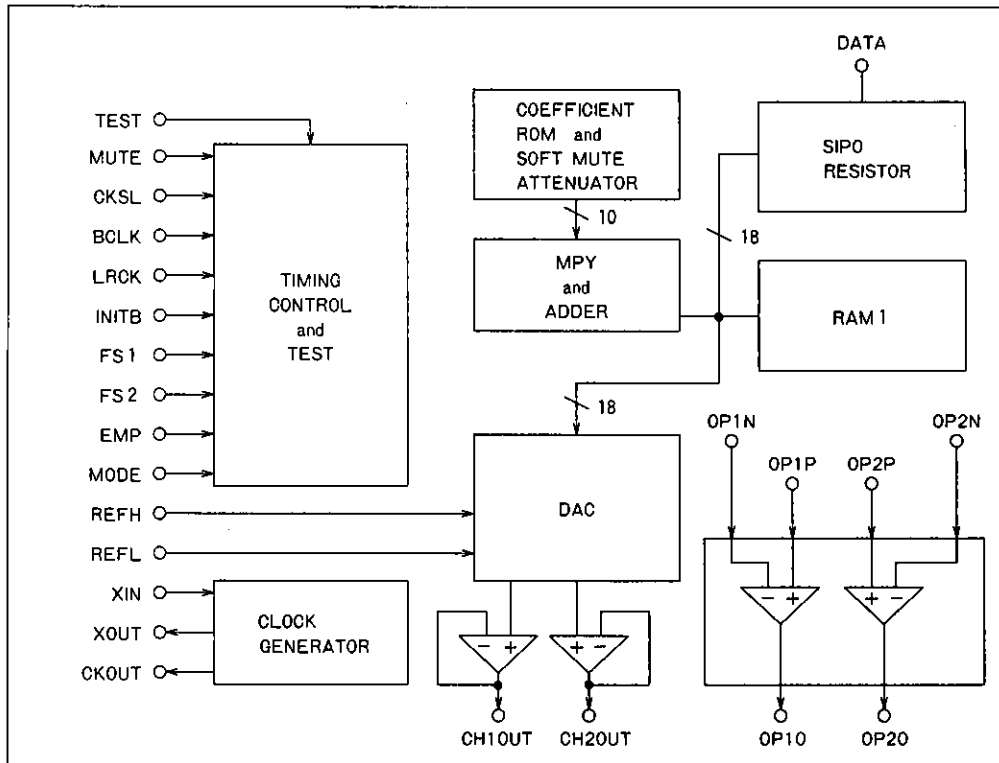 DATA
TEST
MUTE
CKSL
BCLK
LRCK
INITB
FS1
FS2
EMP
MODE
REFH
REFL
XIN
XOUT
CKOUT
TIMING
CONTROL
and
TEST
CLOCK
GENERATOR
COEFFICIENT
ROM and
SOFT MUTE
ATTENUATOR
10
MPY
and
ADDER
SIPO
RESISTOR
18
RAM1
18
DAC
- +
+ -
CH1OUT
CH2OUT
OP1N
OP2N
OP1P
OP2P
- +
+ -
OP1O
OP2O